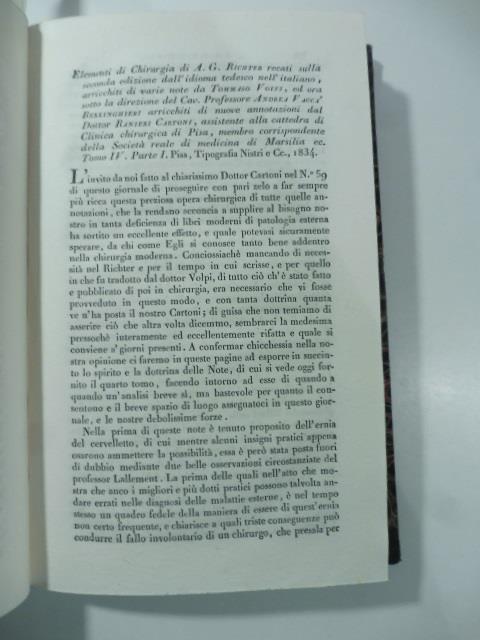 Elementi di Chirurgia di A. G. RICHTER recati sulla
seconda edizione dall'idioma tedesco nell'italiano,
arricchiti di varie note da TOMMASO VOLPI, ed ora
sotto la direzione del Cav. Professore ANDREA VACCÀ
BERLINGHIERI arricchiti di nuove annotazioni dal
Dottor RANIERI CARTONI, assistente alla cattedra di
Clinica chirurgica di Pisa, membro corrispondente
della Società reale di medicina di Marsilia ec.
Tomo IV. Parte I. Pisa, Tipografia Nistri e Cc., 1834.
L'invito da noi fatto al chiarissimo Dottor Cartoni nel N.° 59
di questo giornale di proseguire con pari zelo a far sempre
più ricca questa preziosa opera chirurgica di tutte quelle an-
notazioni, che la rendano acconcia a supplire al bisogno no-
stro in tanta deficienza di libri moderni di patologia esterna
ha sortito un eccellente effetto, e quale potevasi sicuramente
sperare, da chi come Egli si conosce tanto bene addentro
nella chirurgia moderna. Conciossiachè mancando di neces-
sità nel Richter e per il tempo in cui scrisse, e per quello
in che fu tradotto dal dottor Volpi, di tutto ciò ch'è stato fatto
e pubblicato di poi in chirurgia, era necessario che vi fosse
provveduto in questo modo, e con tanta dottrina quanta
ve n'ha posta il nostro Cartoni; di guisa che non temiamo di
asserire ciò che altra volta dicemmo, sembrarci la medesima
pressochè interamente ed eccellentemente rifatta e quale si
conviene a' giorni presenti. A confermar chicchessia nella no-
stra opinione ci faremo in queste pagine ad esporre in succin-
to lo spirito e la dottrina delle Note, di cui si vede oggi for-
nito il quarto tomo, facendo intorno ad esse di quando a
quando un'analisi breve sì, ma bastevole per quanto il con-
sentono e il breve spazio di luogo assegnatoci in questo gior-
nale, e le nostre debolissime forze.
Nella prima di queste note è tenuto proposito dell'ernia
del cervelletto, di cui mentre alcuni insigni pratici appena
osarono ammettere la possibilità, essa è però stata posta fuori
di dubbio mediante due belle osservazioni circostanziate del
professor Lallement. La prima delle quali nell'atto che mo-
stra che anco i migliori e più dotti pratici possono talvolta an-
dare errati nelle diagnosi delle malattie esterne, è nel tempo
stesso un quadro fedele della maniera di essere di quest'ernia
non certo frequente, e chiarisce a quali triste conseguenze può
condurre il fallo involontario di un chirurgo, che presala per